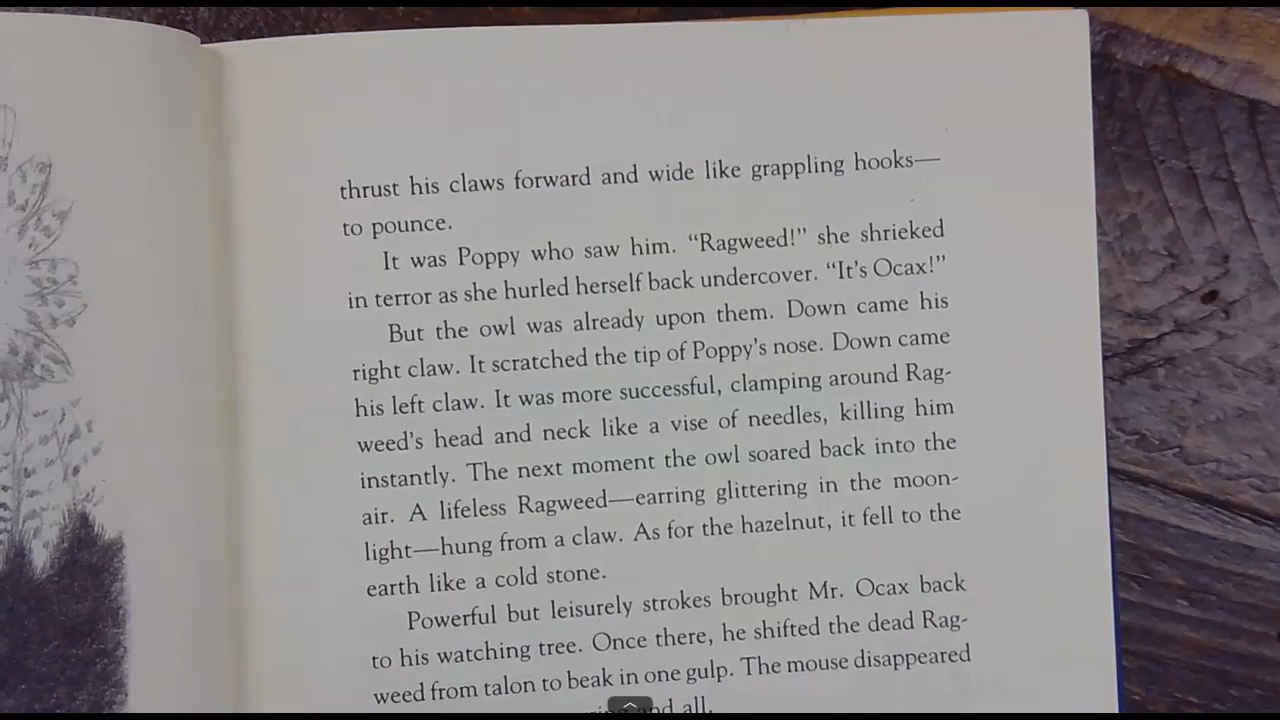 thrust his claws forward and wide like grappling hooks—
to pounce.
It was Poppy who saw him. “Ragweed!” she shrieked
in terror as she hurled herself back undercover. “It’s Ocax!”
But the owl was already upon them. Down came his
right claw. It scratched the tip of Poppy’s nose. Down came
his left claw. It was more successful, clamping around Rag-
weed’s head and neck like a vise of needles, killing him
instantly. The next moment the owl soared back into the
air. A lifeless Ragweed—earring glittering in the moon-
light—hung from a claw. As for the hazelnut, it fell to the
earth like a cold stone.
Powerful but leisurely strokes brought Mr. Ocax back
to his watching tree. Once there, he shifted the dead Rag-
weed from talon to beak in one gulp. The mouse disappeared
and all.